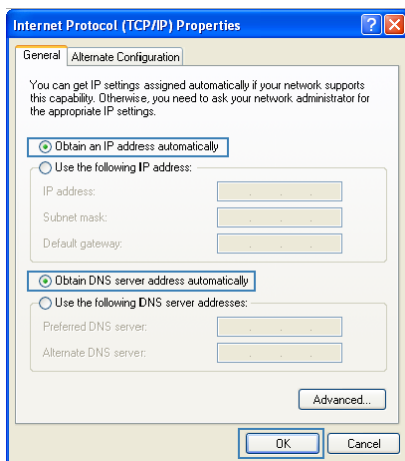 Internet Protocol (TCP/IP) Properties
General
Alternate Configuration
You can get IP settings assigned automatically if your network supports
this capability. Otherwise, you need to ask your network administrator for
the appropriate IP settings.
Obtain an IP address automatically
Use the following IP address:
IP address:
Subnet mask:
Default gateway:
Obtain DNS server address automatically
Use the following DNS server addresses:
Preferred DNS server:
Alternate DNS server:
Advanced...
OK
Cancel